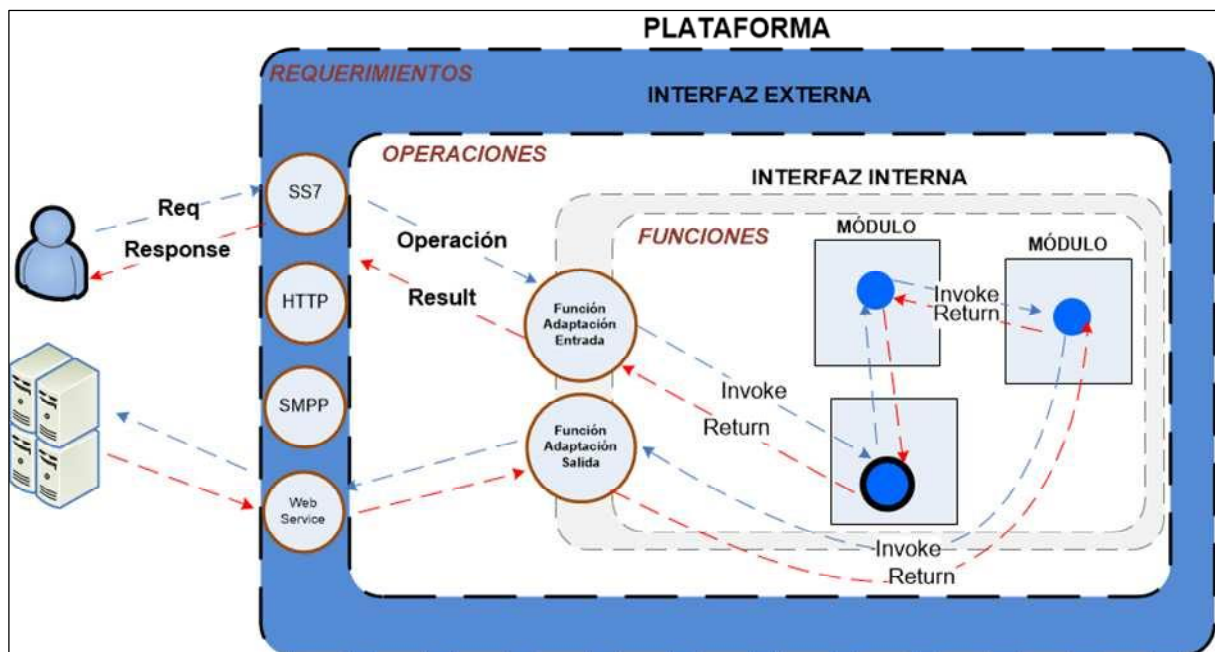 PLATAFORMA
REQUERIMIENTOS
INTERFAZ EXTERNA
OPERACIONES
INTERFAZ INTERNA
SS7
Req
Response
Operación
Result
FUNCIONES
MÓDULO
MÓDULO
Invoke
Return
HTTP
Función
Adaptación
Entrada
Invoke
Return
SMPP
Función
Adaptación
Salida
Web
Service
Invoke
Return